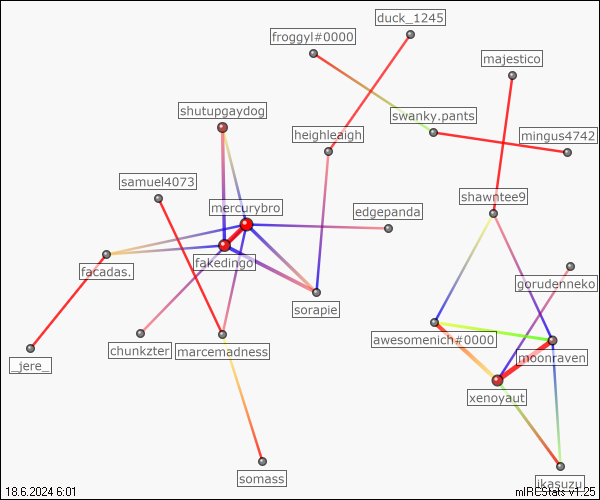 duck_1245
froggyl#0000
majestico
shutupgaydog
swanky.pants
heighleaigh
mingus4742
samuel4073
shawntee9
mercurybro
edgepanda
fakedingo
facadas.
gorudenneko
sorapie
awesomenich#0000
chunkzter
marcemadness
moonraven
_jere_
xenoyaut
somass
ikasuzu
18.6.2024 6:01
mIRCStats v1.25